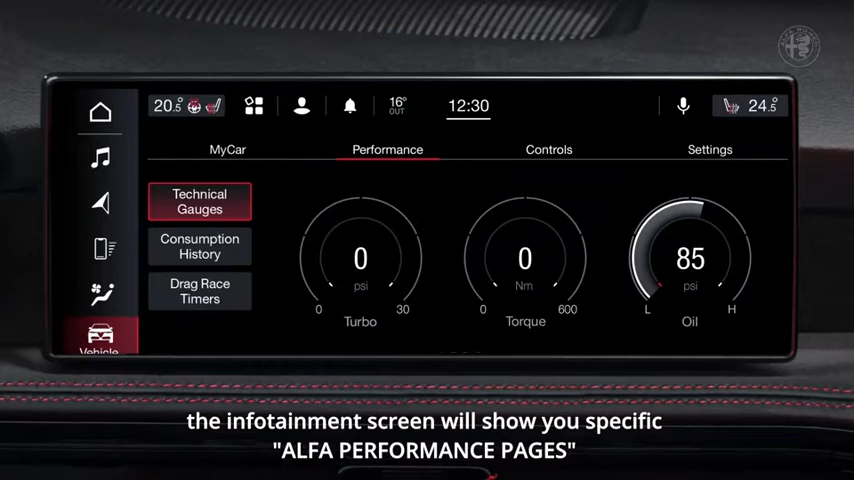 ALFA ROMEO
20.5°
16°
OUT
12:30
24.5°
MyCar
Performance
Controls
Settings
Technical
Gauges
Consumption
History
Drag Race
Timers
Vehicle
0
psi
0
30
Turbo
0
Nm
0
600
Torque
85
psi
L
H
Oil
the infotainment screen will show you specific
"ALFA PERFORMANCE PAGES"